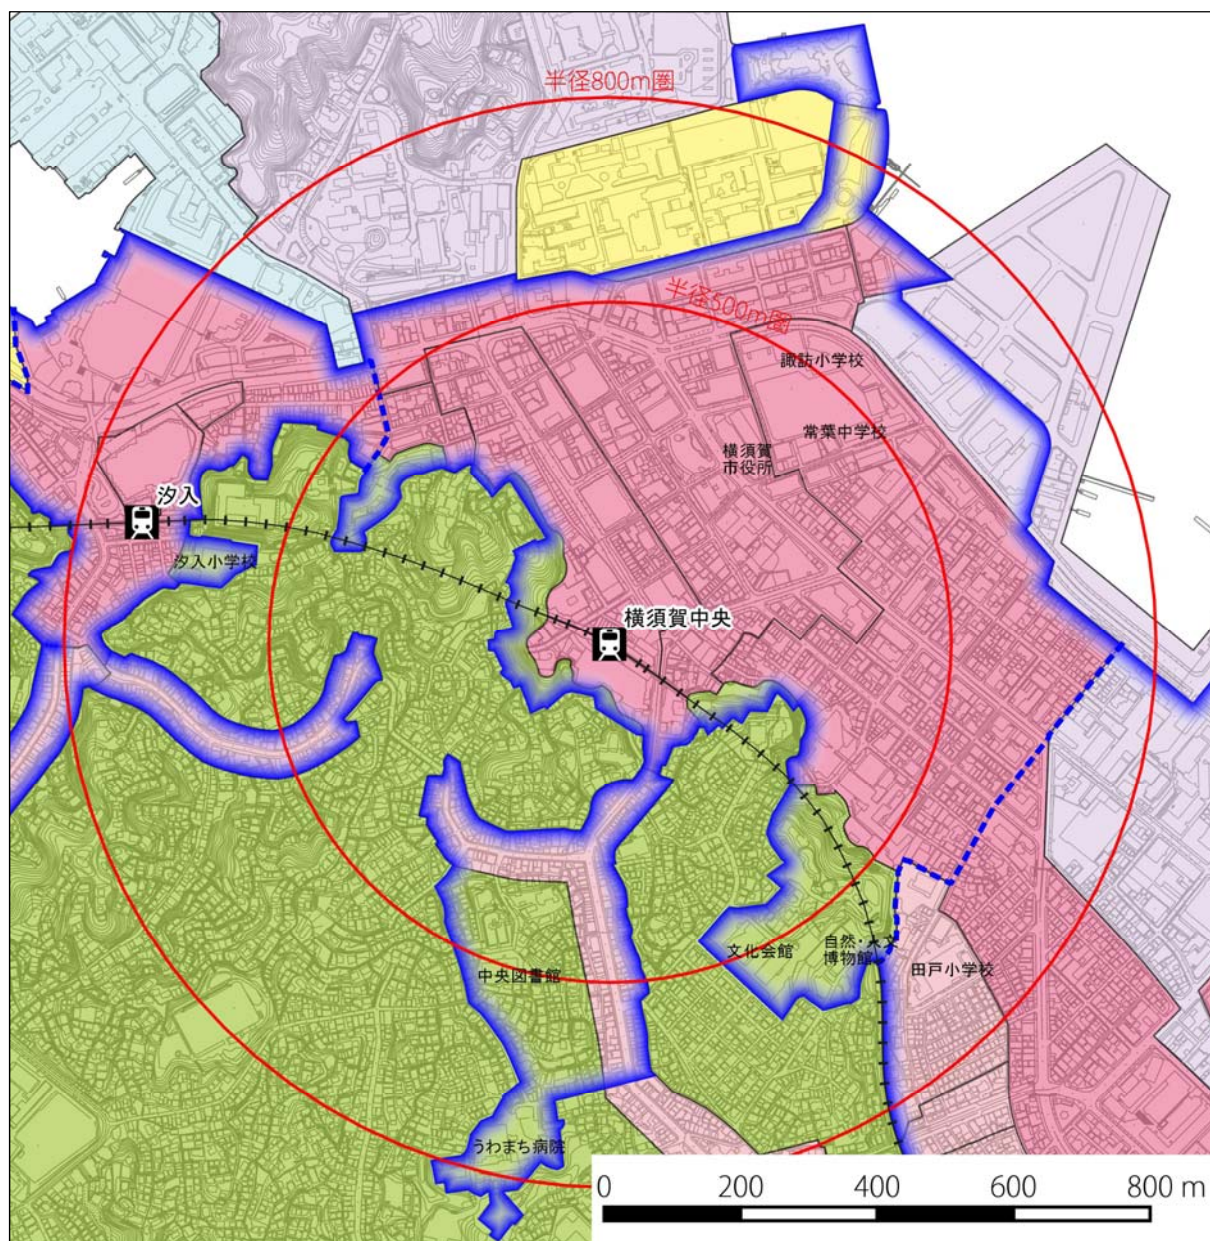 半径800m圏
半径500m圏
諏訪小学校
常葉中学校
横須賀
市役所
汐入
汐入小学校
横須賀中央
文化会館
自然・人文
博物館
田戸小学校
中央図書館
うわまち病院
0 200 400 600 800 m